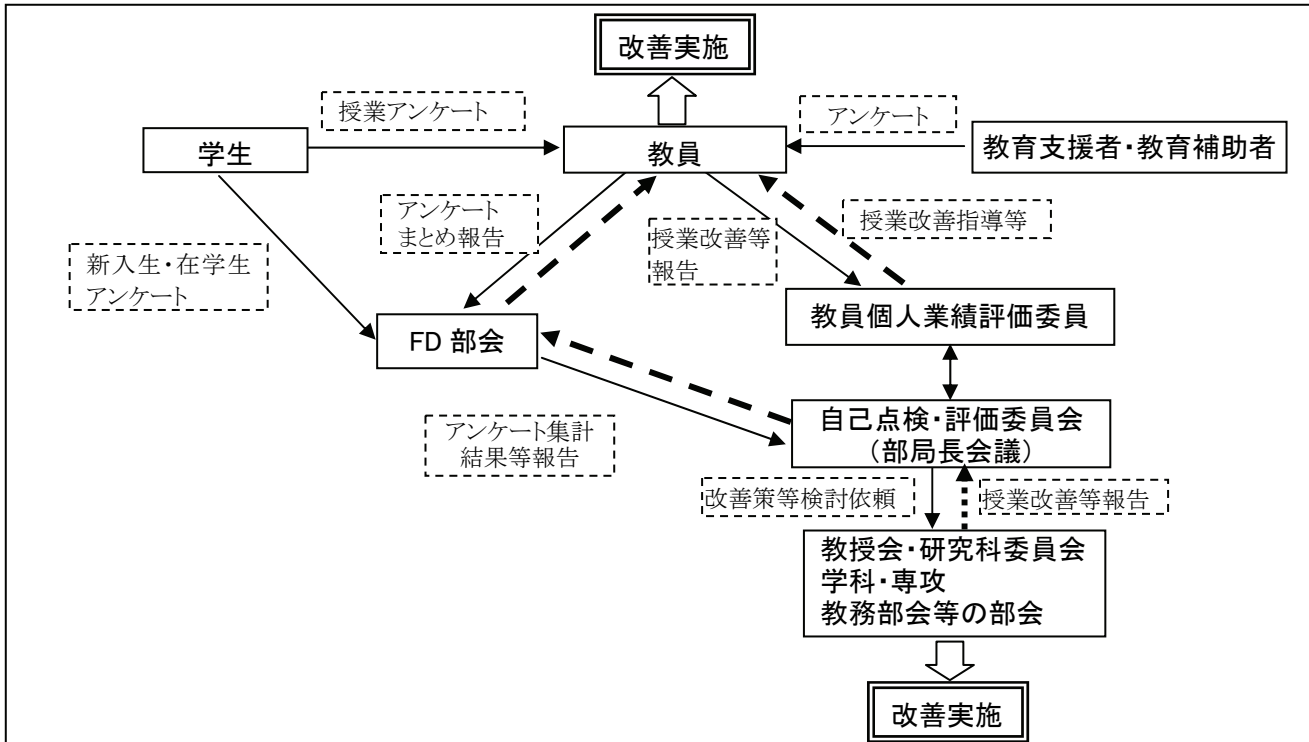 改善実施
授業アンケート
アンケート
学生
教員
教育支援者・教育補助者
アンケート
まとめ報告
授業改善等
報告
授業改善指導等
新入生・在学生
アンケート
教員個人業績評価委員
FD 部会
自己点検・評価委員会
(部局長会議)
アンケート集計
結果等報告
改善策等検討依頼
授業改善等報告
教授会・研究科委員会
学科・専攻
教務部会等の部会
改善実施